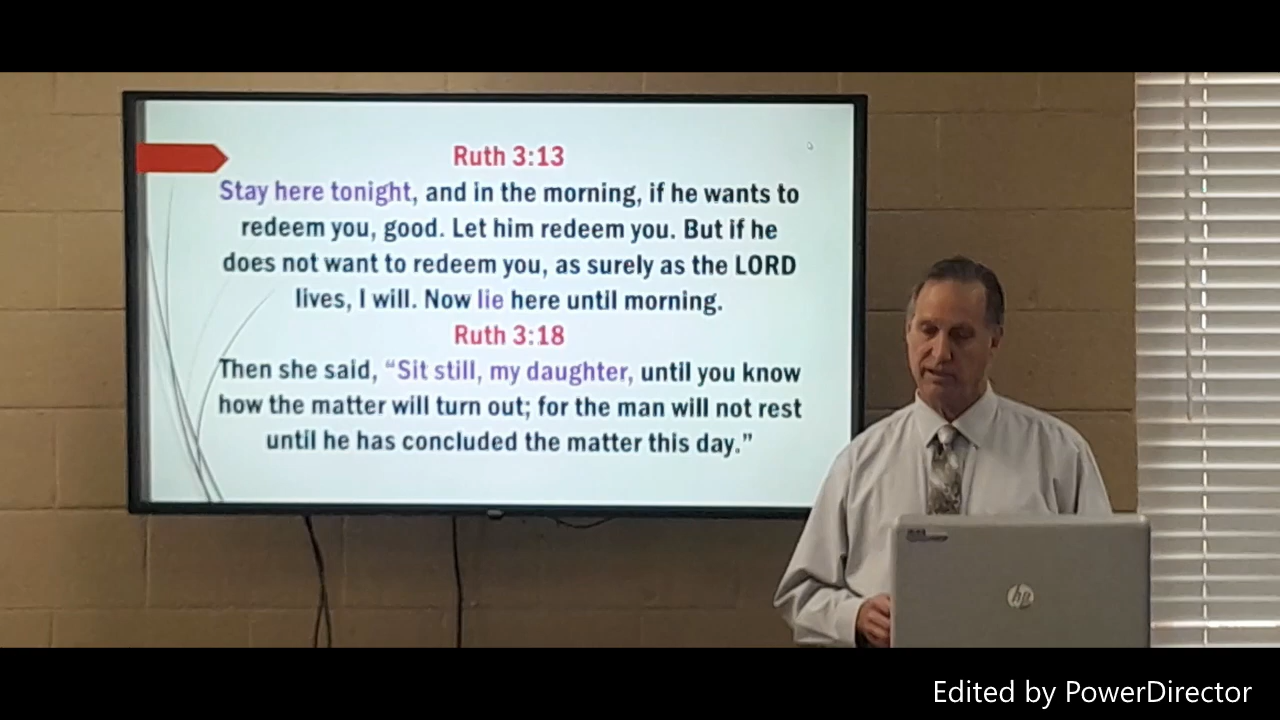 Ruth 3:13
Stay here tonight, and in the morning, if he wants to
redeem you, good. Let him redeem you. But if he
does not want to redeem you, as surely as the LORD
lives, I will. Now lie here until morning.
Ruth 3:18
Then she said, “Sit still, my daughter, until you know
how the matter will turn out; for the man will not rest
until he has concluded the matter this day.”
hp
Edited by PowerDirector